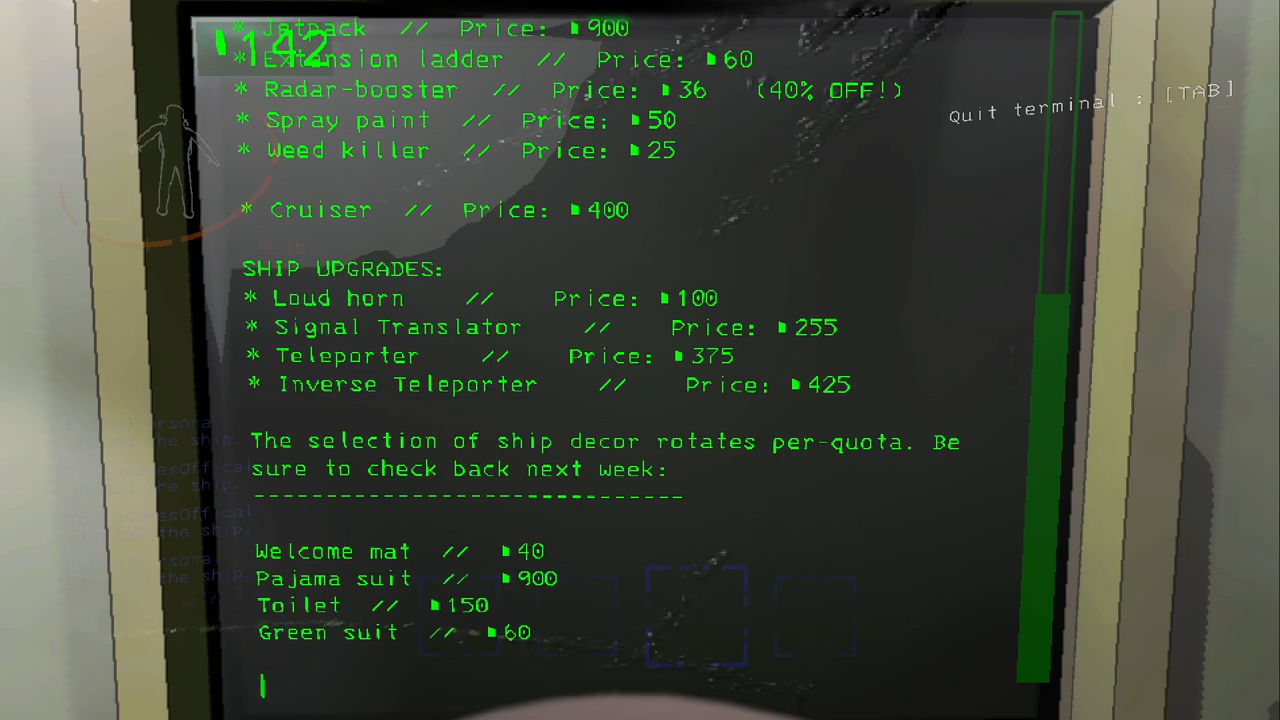 * Jetpack // Price: ▮900
▮142
* Extension ladder // Price: ▮60
* Radar-booster // Price: ▮36 (40% OFF!)
Quit terminal : [TAB]
* Spray paint // Price: ▮50
* Weed killer // Price: ▮25
* Cruiser // Price: ▮400
SHIP UPGRADES:
* Loud horn // Price: ▮100
* Signal Translator // Price: ▮255
* Teleporter // Price: ▮375
* Inverse Teleporter // Price: ▮425
The selection of ship decor rotates per-quota. Be
sure to check back next week:
------------------------------
Welcome mat // ▮40
Pajama suit // ▮900
Toilet // ▮150
Green suit // ▮60